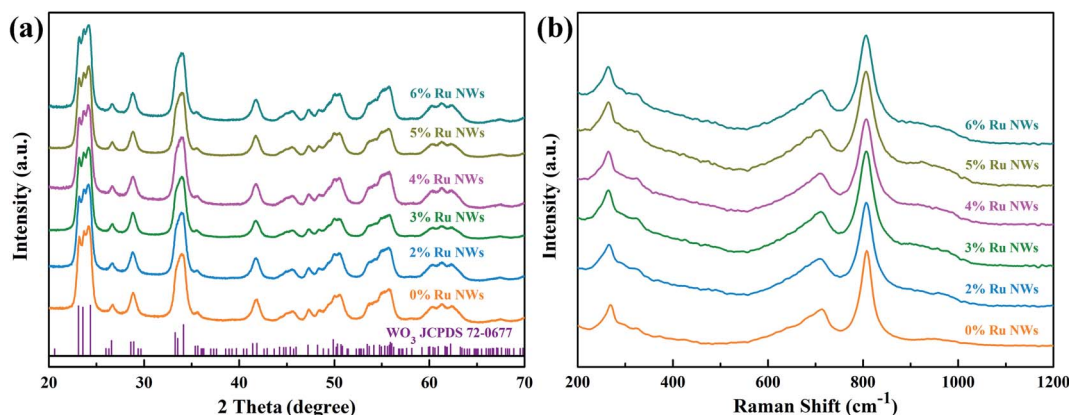 (a)
Intensity (a.u.)
6% Ru NWs
5% Ru NWs
4% Ru NWs
3% Ru NWs
2% Ru NWs
0% Ru NWs
WO3 JCPDS 72-0677
20 30 40 50 60 70
2 Theta (degree)
(b)
Intensity (a.u.)
6% Ru NWs
5% Ru NWs
4% Ru NWs
3% Ru NWs
2% Ru NWs
0% Ru NWs
200 400 600 800 1000 1200
Raman Shift (cm-1)